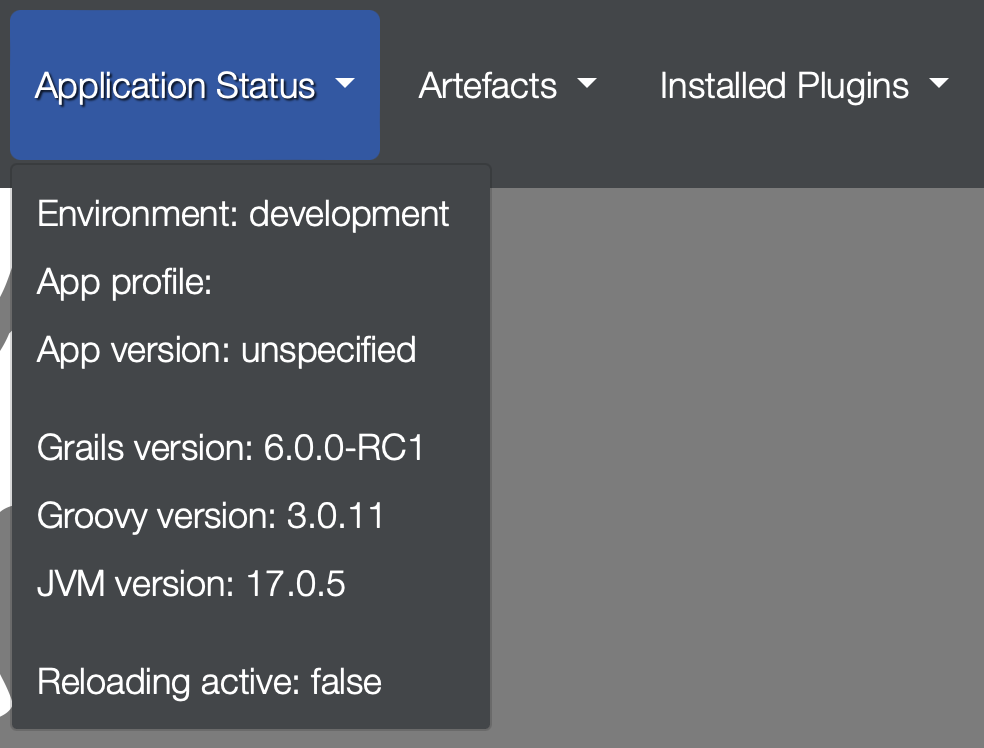 Application Status
Artefacts
Installed Plugins
Environment: development
App profile:
App version: unspecified
Grails version: 6.0.0-RC1
Groovy version: 3.0.11
JVM version: 17.0.5
Reloading active: false